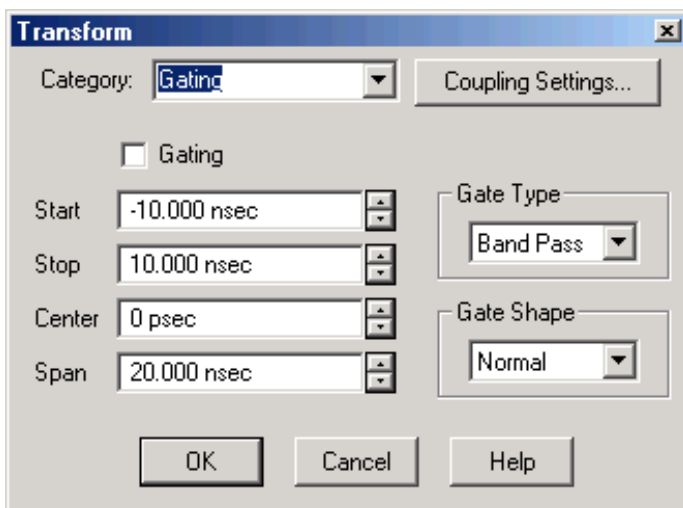 Transform
Category: Gating Coupling Settings...
Gating
Start -10.000 nsec
Stop 10.000 nsec
Center 0 psec
Span 20.000 nsec
Gate Type
Band Pass
Gate Shape
Normal
OK Cancel Help